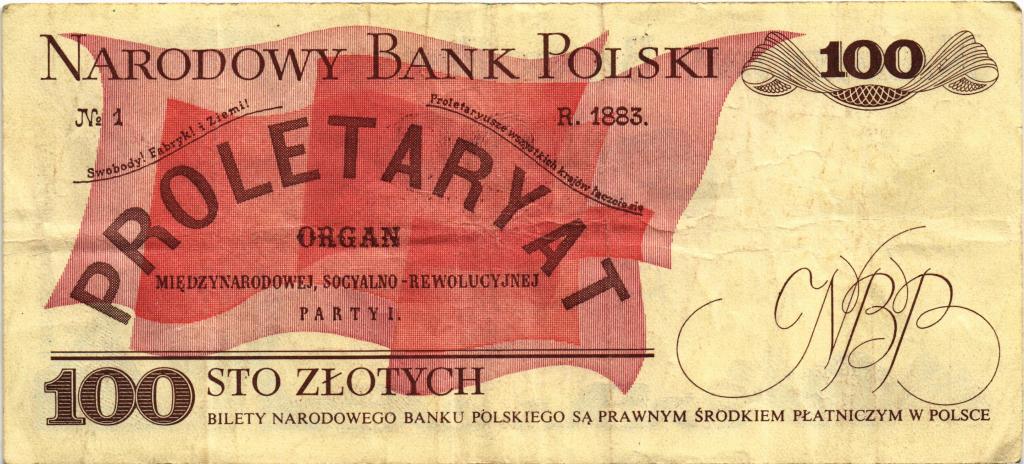 NARODOWY BANK POLSKI
100
№ 1
R. 1883.
Swobody! Fabryk! i Ziemi!
Proletaryusze wszystkich krajów łączcie się
PROLETARYAT
ORGAN
MIĘDZYNARODOWEJ, SOCYALNO-REWOLUCYJNEJ
PARTYI.
NBP
100
STO ZŁOTYCH
BILETY NARODOWEGO BANKU POLSKIEGO SĄ PRAWNYM ŚRODKIEM PŁATNICZYM W POLSCE